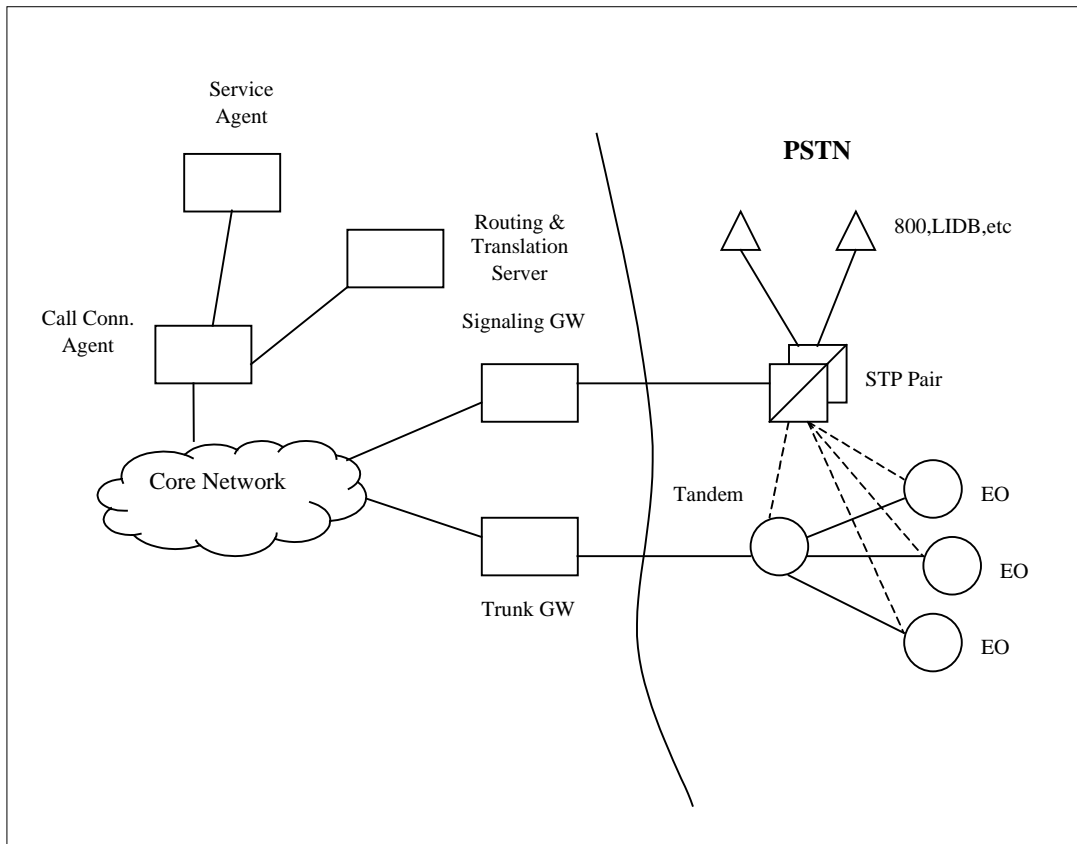 Service
Agent
PSTN
Routing &
Translation
Server
800,LIDB,etc
Call Conn.
Agent
Signaling GW
STP Pair
Core Network
Tandem
EO
EO
Trunk GW
EO